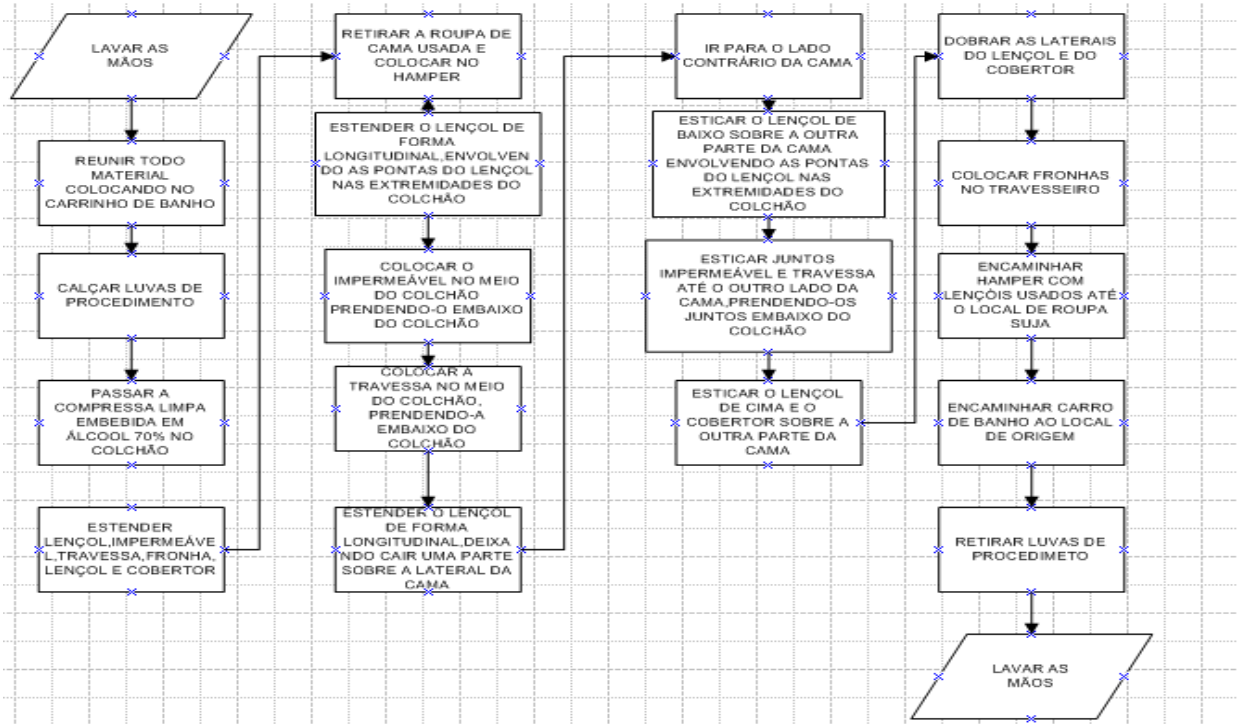 LAVAR AS
MÃOS
REUNIR TODO
MATERIAL
COLOCANDO NO
CARRINHO DE BANHO
CALÇAR LUVAS DE
PROCEDIMENTO
PASSAR A
COMPRESSA LIMPA
EMBEBIDA EM
ÁLCOOL 70% NO
COLCHÃO
ESTENDER
LENÇOL,IMPERMEÁVE
L,TRAVESSA,FRONHA,
LENÇOL E COBERTOR
RETIRAR A ROUPA DE
CAMA USADA E
COLOCAR NO
HAMPER
ESTENDER O LENÇOL DE
FORMA
LONGITUDINAL,ENVOLVEN
DO AS PONTAS DO LENÇOL
NAS EXTREMIDADES DO
COLCHÃO
COLOCAR O
IMPERMEÁVEL NO MEIO
DO COLCHÃO
PRENDENDO-O EMBAIXO
DO COLCHÃO
COLOCAR A
TRAVESSA NO MEIO
DO COLCHÃO,
PRENDENDO-A
EMBAIXO DO
COLCHÃO
ESTENDER O LENÇOL
DE FORMA
LONGITUDINAL,DEIXA
NDO CAIR UMA PARTE
SOBRE A LATERAL DA
CAMA
IR PARA O LADO
CONTRÁRIO DA CAMA
ESTICAR O LENÇOL DE
BAIXO SOBRE A OUTRA
PARTE DA CAMA
ENVOLVENDO AS PONTAS
DO LENÇOL NAS
EXTREMIDADES DO
COLCHÃO
ESTICAR JUNTOS
IMPERMEÁVEL E TRAVESSA
ATÉ O OUTRO LADO DA
CAMA,PRENDENDO-OS
JUNTOS EMBAIXO DO
COLCHÃO
ESTICAR O LENÇOL
DE CIMA E O
COBERTOR SOBRE A
OUTRA PARTE DA
CAMA
DOBRAR AS LATERAIS
DO LENÇOL E DO
COBERTOR
COLOCAR FRONHAS
NO TRAVESSEIRO
ENCAMINHAR
HAMPER COM
LENÇÓIS USADOS ATÉ
O LOCAL DE ROUPA
SUJA
ENCAMINHAR CARRO
DE BANHO AO LOCAL
DE ORIGEM
RETIRAR LUVAS DE
PROCEDIMETO
LAVAR AS
MÃOS